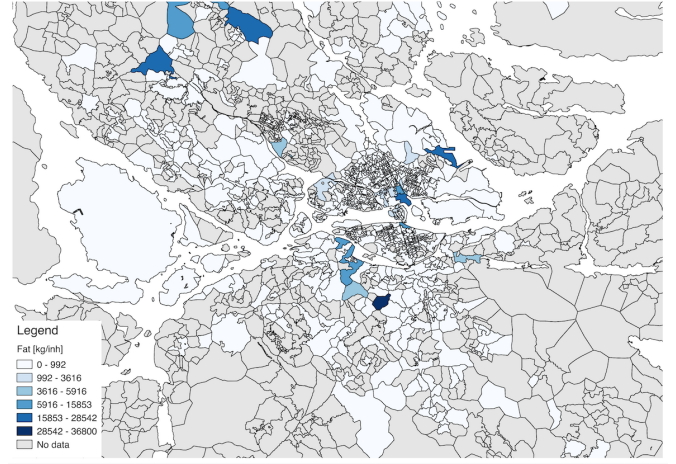 Legend
Fat [kg/inh]
0 - 992
992 - 3616
3616 - 5916
5916 - 15853
15853 - 28542
28542 - 36800
No data